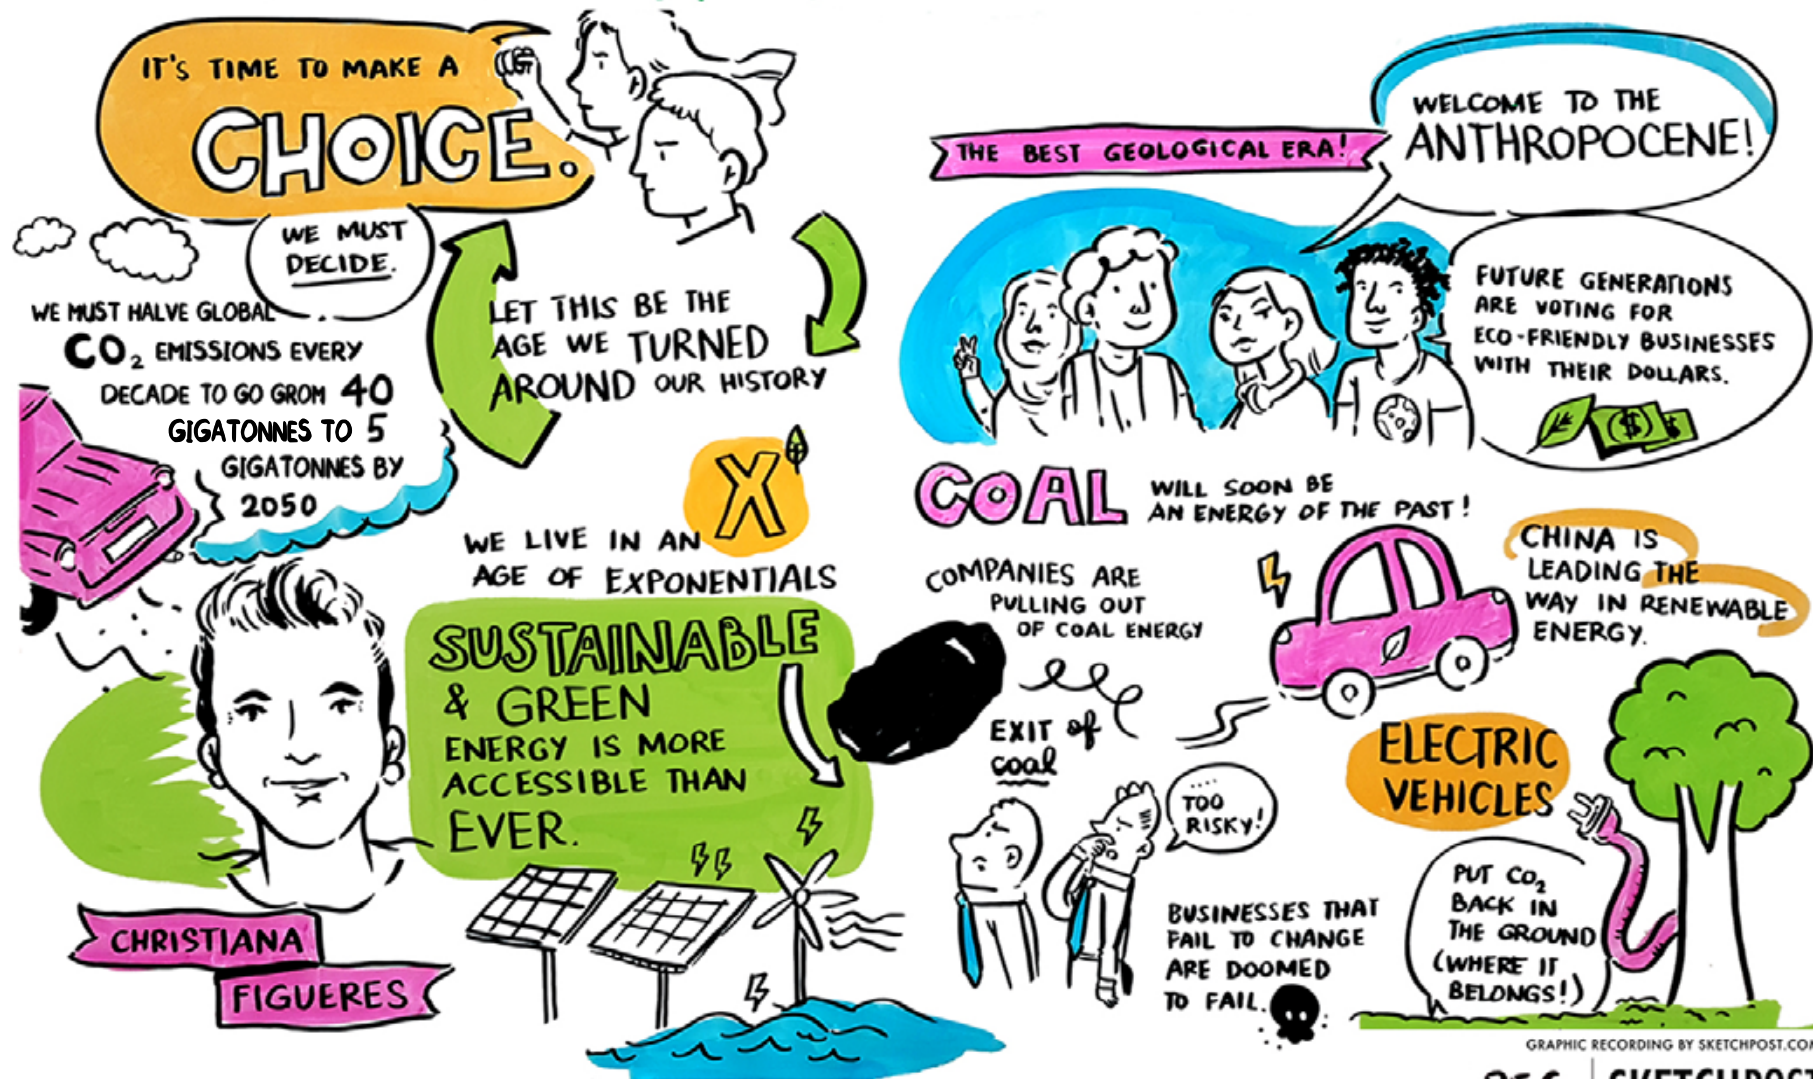 IT'S TIME TO MAKE A
CHOICE.
WE MUST
DECIDE.
WE MUST HALVE GLOBAL
CO₂ EMISSIONS EVERY
DECADE TO GO GROM 40
GIGATONNES TO 5
GIGATONNES BY
2050
LET THIS BE THE
AGE WE TURNED
AROUND OUR HISTORY
X
WE LIVE IN AN
AGE OF EXPONENTIALS
SUSTAINABLE
& GREEN
ENERGY IS MORE
ACCESSIBLE THAN
EVER.
CHRISTIANA
FIGUERES
THE BEST GEOLOGICAL ERA!
WELCOME TO THE
ANTHROPOCENE!
FUTURE GENERATIONS
ARE VOTING FOR
ECO-FRIENDLY BUSINESSES
WITH THEIR DOLLARS.
$ $
COAL WILL SOON BE
AN ENERGY OF THE PAST!
COMPANIES ARE
PULLING OUT
OF COAL ENERGY
EXIT of
coal
CHINA IS
LEADING THE
WAY IN RENEWABLE
ENERGY.
ELECTRIC
VEHICLES
....
TOO
RISKY!
BUSINESSES THAT
FAIL TO CHANGE
ARE DOOMED
TO FAIL.
PUT CO₂
BACK IN
THE GROUND
(WHERE IT
BELONGS!)
GRAPHIC RECORDING BY SKETCHPOST.COM
SKETCHPOST